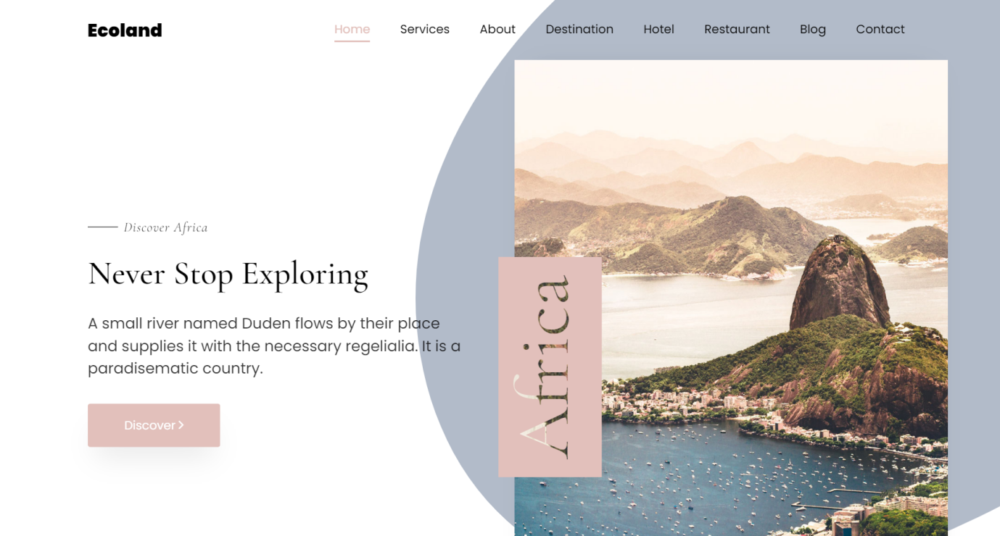 Ecoland
Home Services About Destination Hotel Restaurant Blog Contact
Discover Africa
Never Stop Exploring
A small river named Duden flows by their place
and supplies it with the necessary regelialia. It is a
paradisematic country.
Discover >
Africa